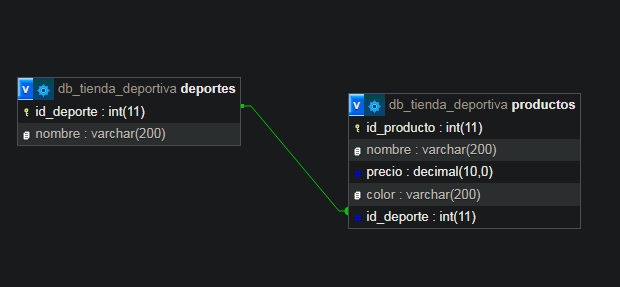 v db_tienda_deportiva deportes
id_deporte : int(11)
nombre : varchar(200)
v db_tienda_deportiva productos
id_producto : int(11)
nombre : varchar(200)
precio : decimal(10,0)
color : varchar(200)
id_deporte : int(11)